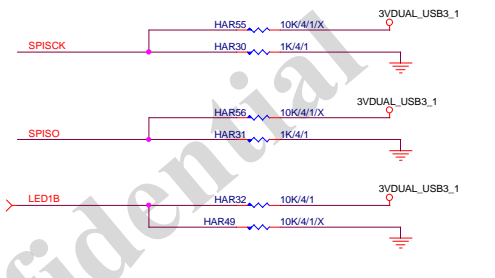 3VDUAL_USB3_1
HAR55 10K/4/1/X
SPISCK HAR30 1K/4/1
3VDUAL_USB3_1
HAR56 10K/4/1/X
SPISO HAR31 1K/4/1
3VDUAL_USB3_1
LED1B HAR32 10K/4/1
HAR49 10K/4/1/X
fidential